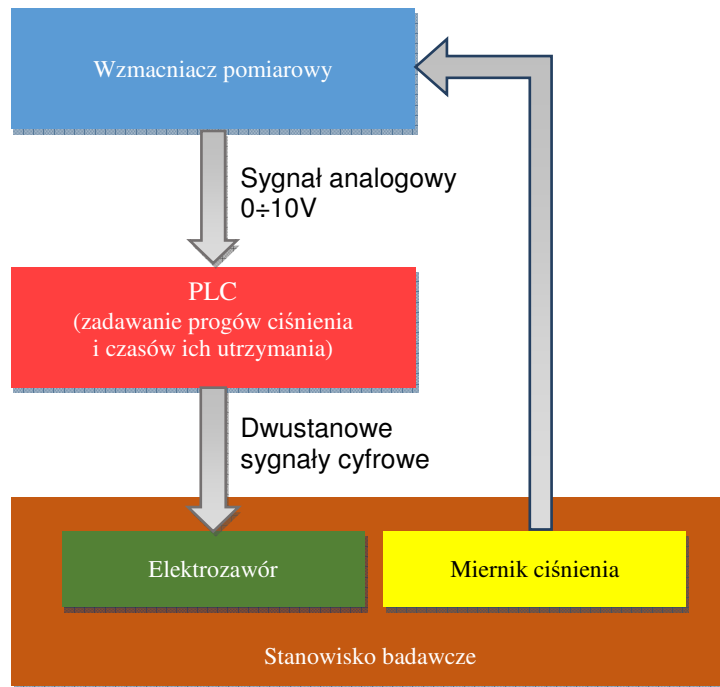 Wzmacniacz pomiarowy
Sygnał analogowy
0÷10V
PLC
(zadawanie progów ciśnienia
i czasów ich utrzymania)
Dwustanowe
sygnały cyfrowe
Elektrozawór
Miernik ciśnienia
Stanowisko badawcze